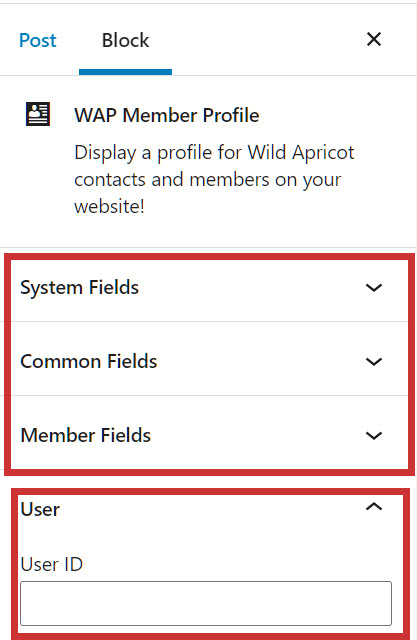 Post Block
WAP Member Profile
Display a profile for Wild Apricot
contacts and members on your
website!
System Fields
Common Fields
Member Fields
User
User ID